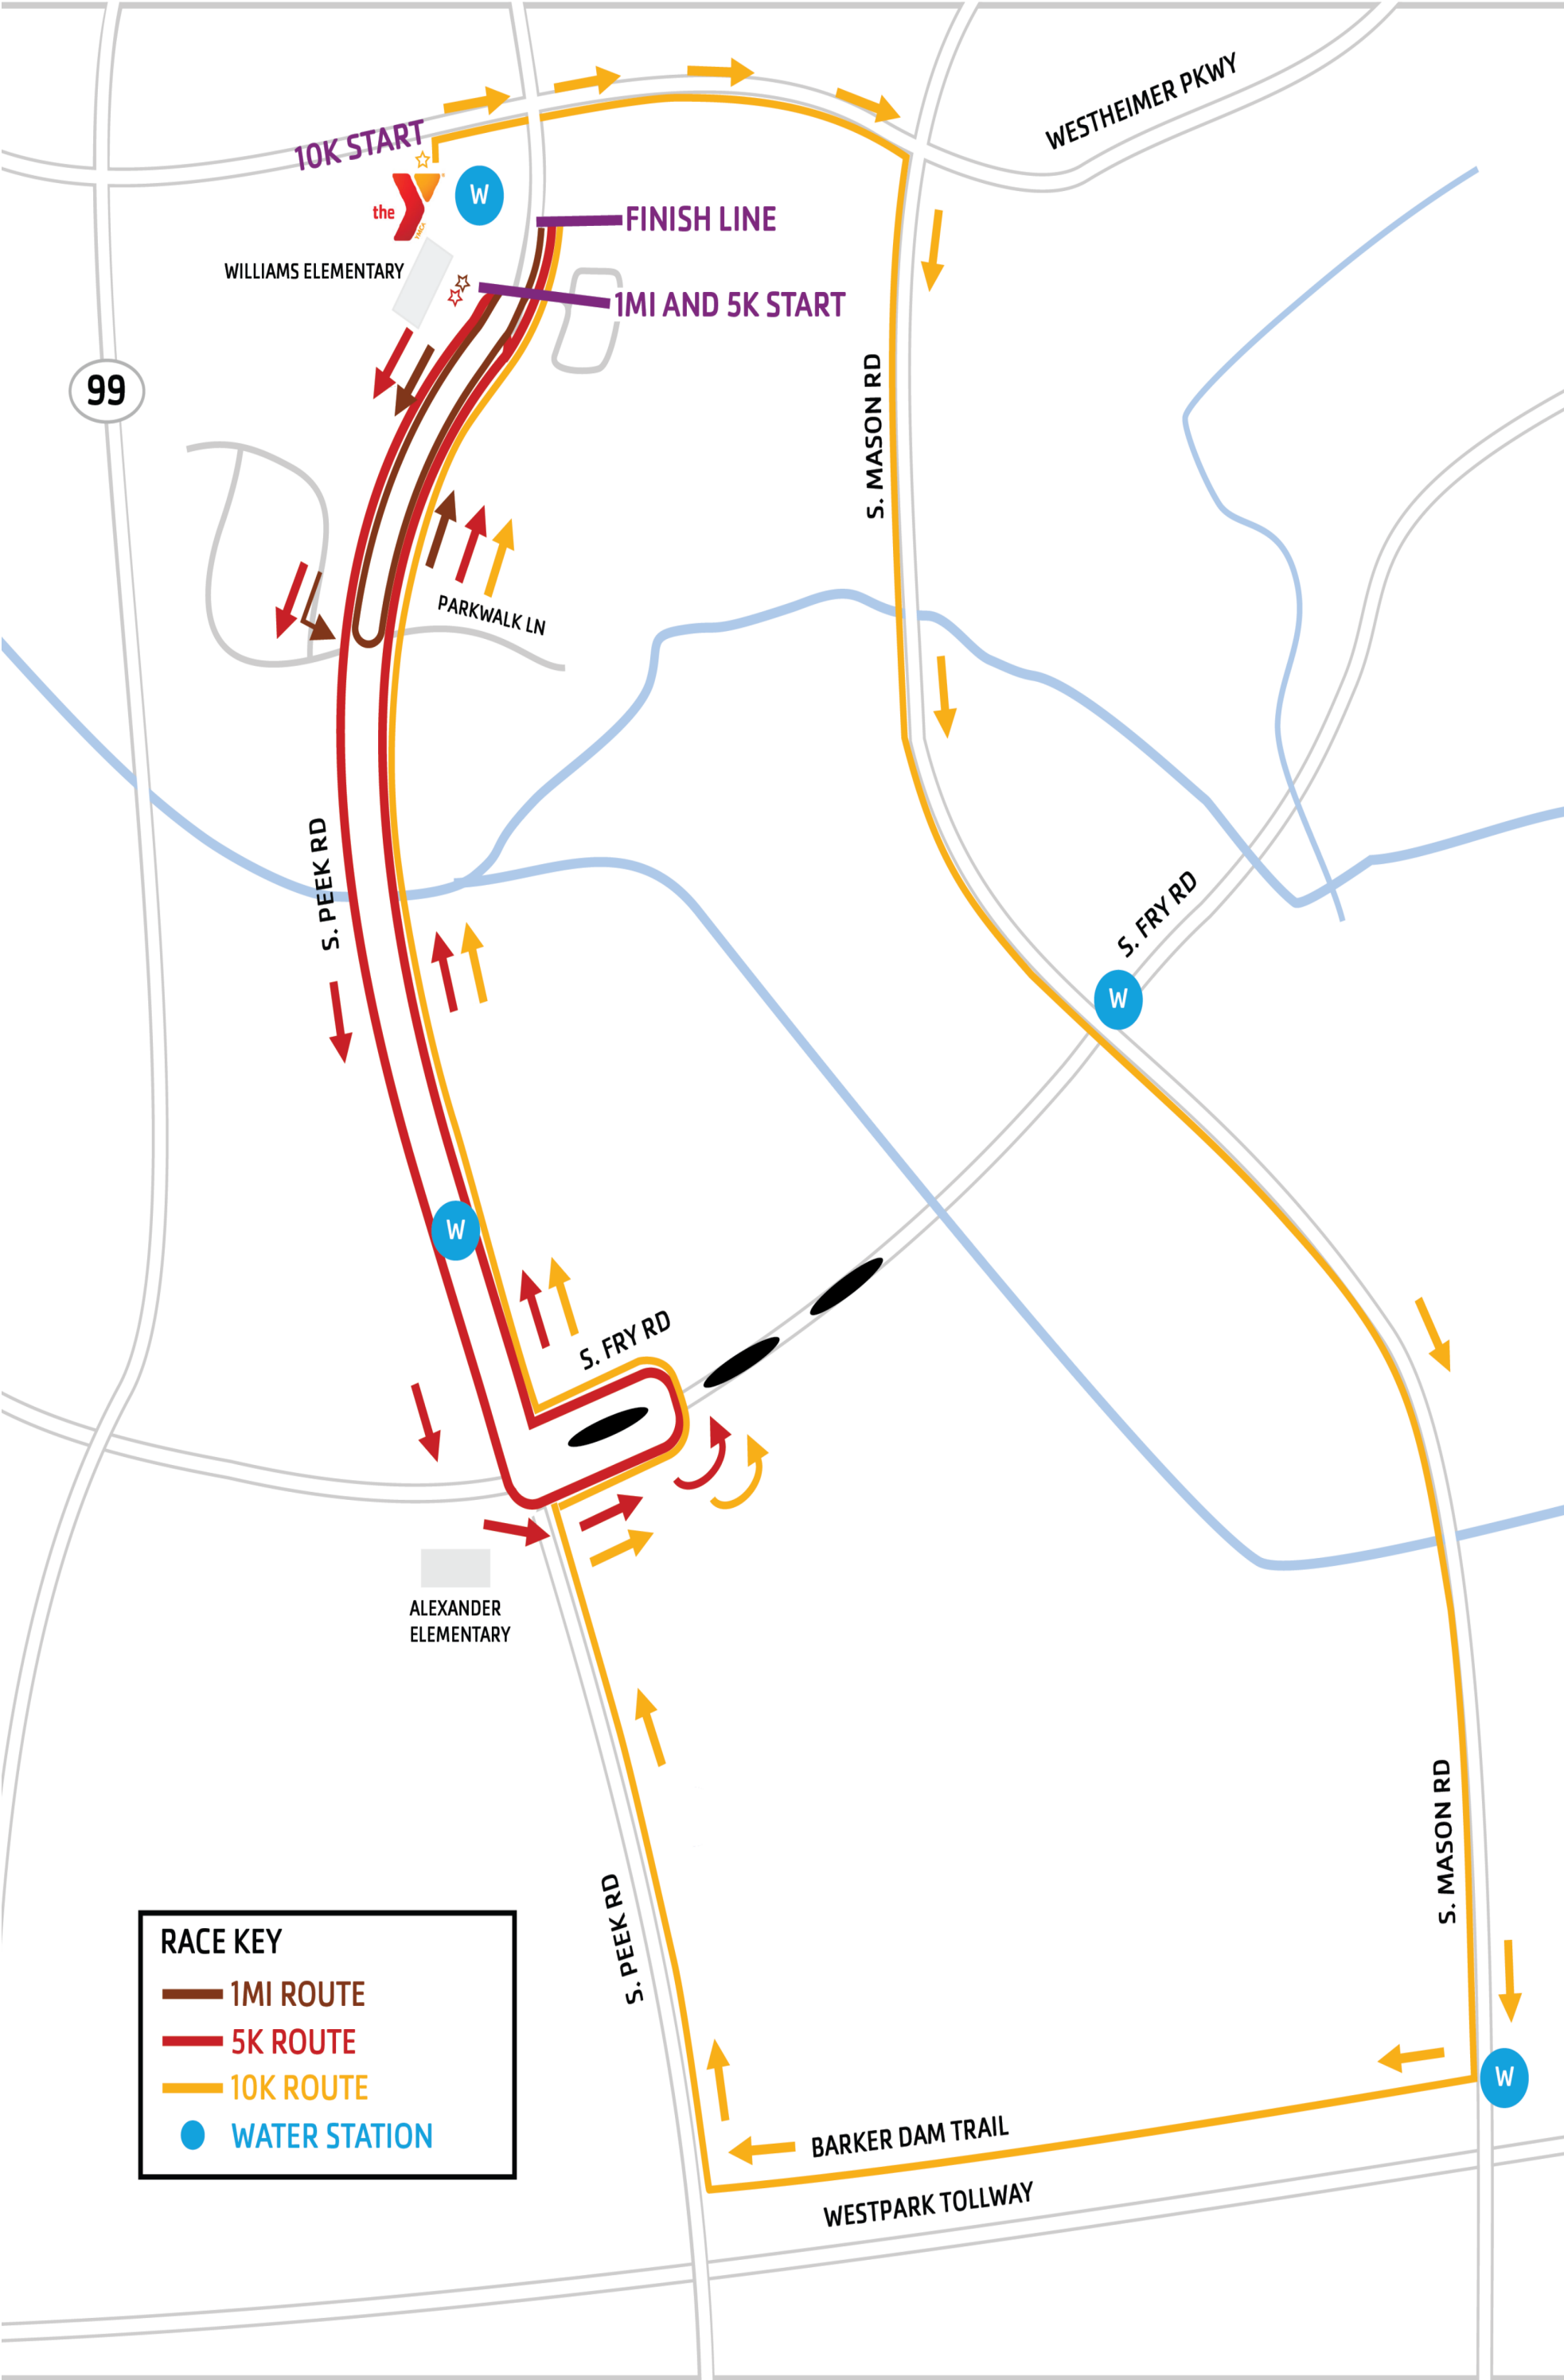 WESTHEIMER PKWY
10K START
W
the
YMCA
FINISH LINE
WILLIAMS ELEMENTARY
1MI AND 5K START
99
S. MASON RD
PARKWALK LN
S. PEEK RD
S. FRY RD
W
W
S. FRY RD
ALEXANDER
ELEMENTARY
S. MASON RD
S. PEEK RD
RACE KEY
1MI ROUTE
5K ROUTE
10K ROUTE
WATER STATION
W
BARKER DAM TRAIL
WESTPARK TOLLWAY